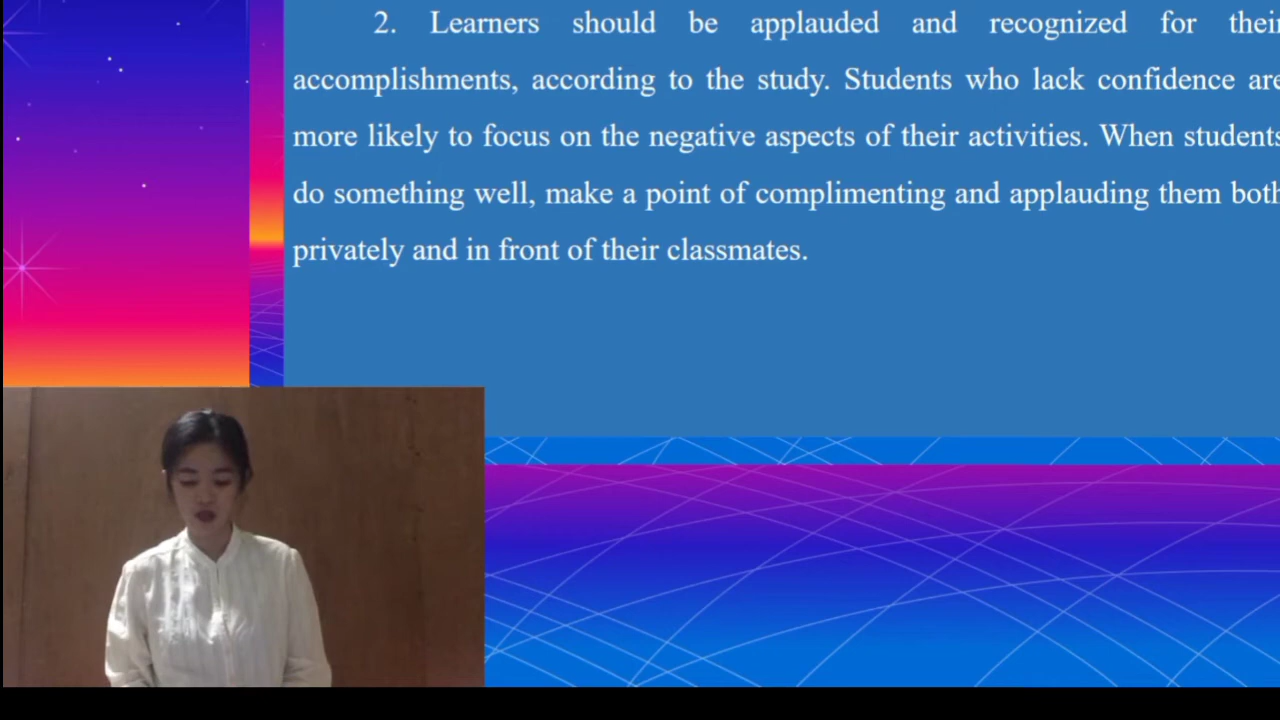 2. Learners should be applauded and recognized for their
accomplishments, according to the study. Students who lack confidence are
more likely to focus on the negative aspects of their activities. When students
do something well, make a point of complimenting and applauding them both
privately and in front of their classmates.